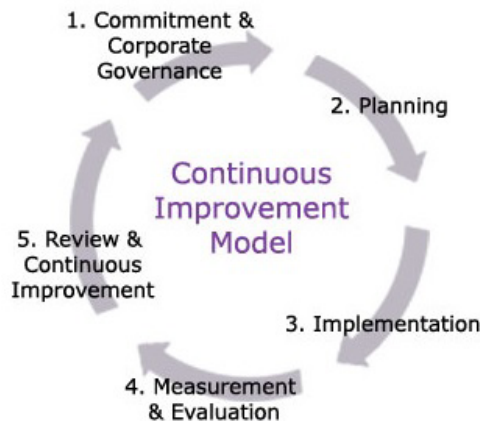 1. Commitment &
Corporate
Governance
2. Planning
Continuous
Improvement
Model
3. Implementation
4. Measurement
& Evaluation
5. Review &
Continuous
Improvement